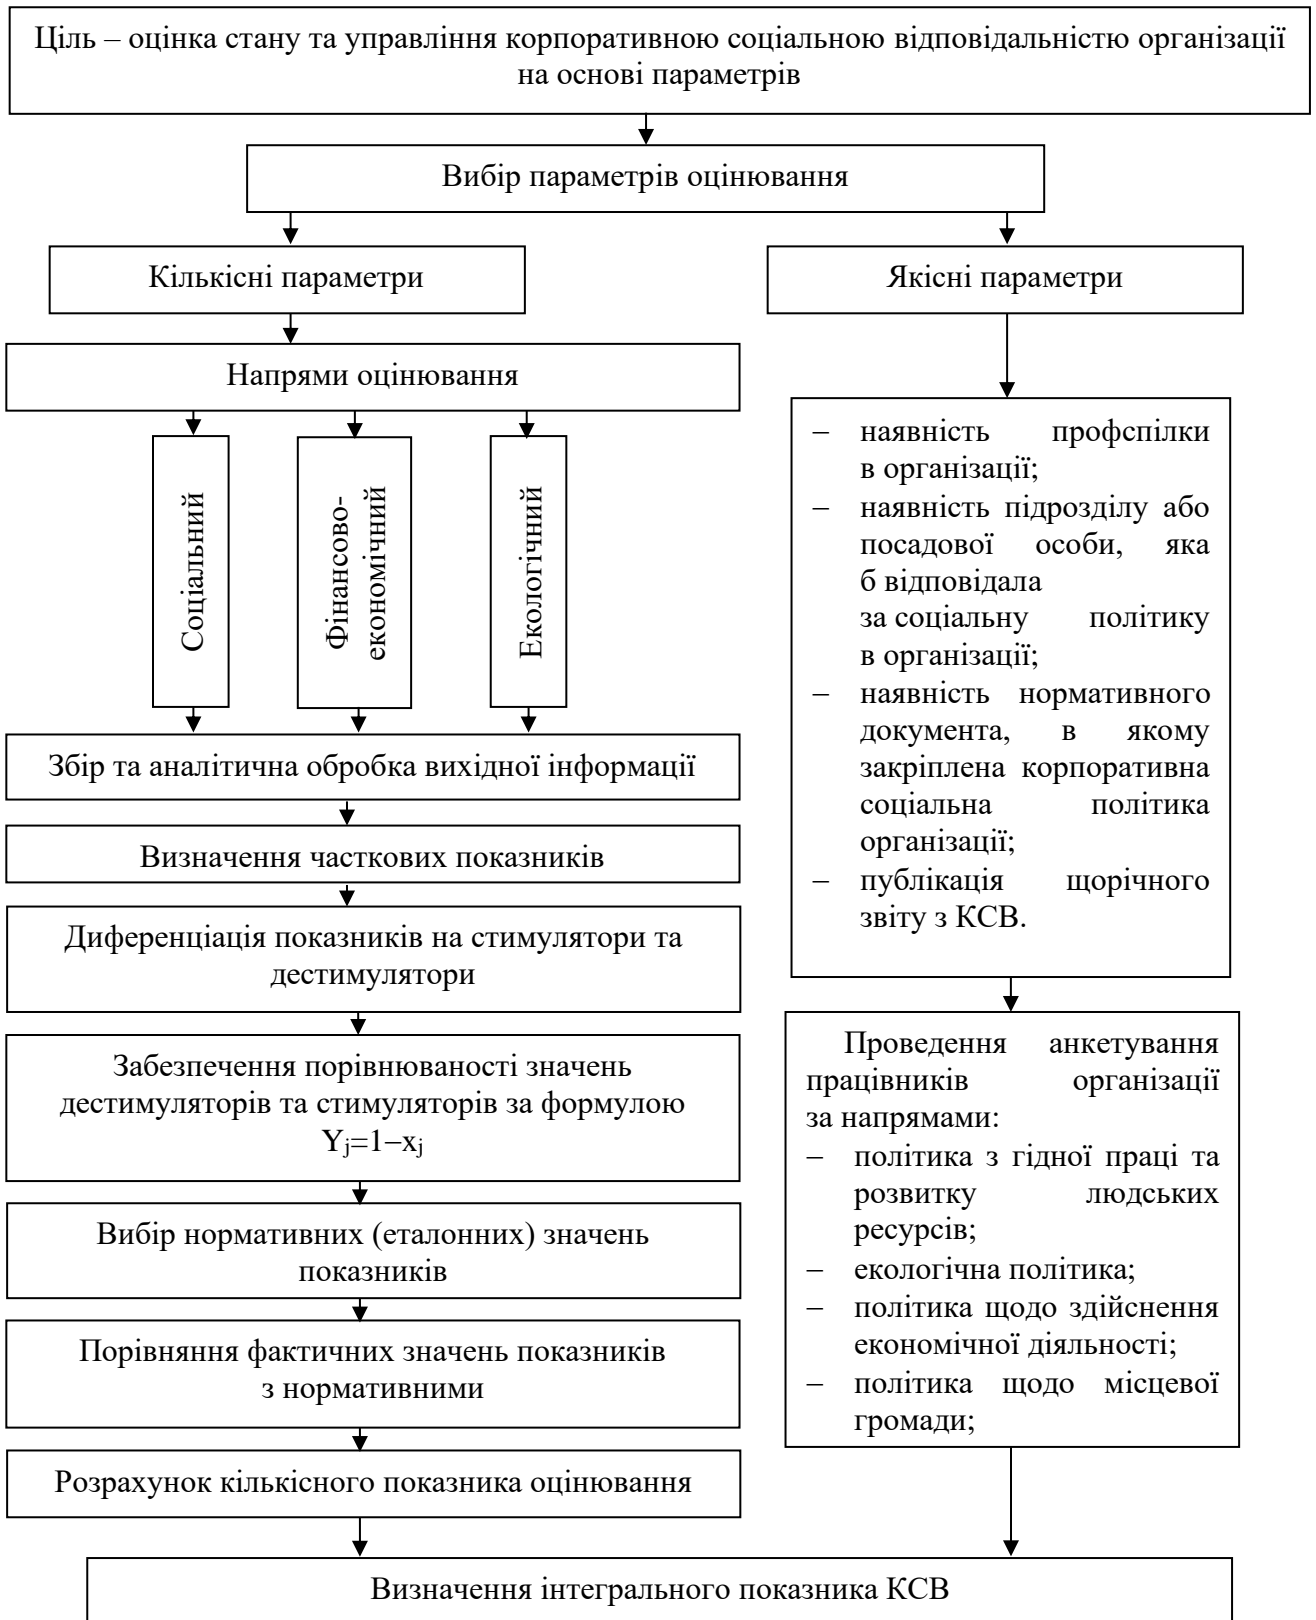 Ціль – оцінка стану та управління корпоративною соціальною відповідальністю організації
на основі параметрів
Вибір параметрів оцінювання
Кількісні параметри
Якісні параметри
Напрями оцінювання
Соціальний
Фінансово-
економічний
Екологічний
Збір та аналітична обробка вихідної інформації
Визначення часткових показників
Диференціація показників на стимулятори та
дестимулятори
Забезпечення порівнюваності значень
дестимуляторів та стимуляторів за формулою
Yj=1–xj
Вибір нормативних (еталонних) значень
показників
Порівняння фактичних значень показників
з нормативними
Розрахунок кількісного показника оцінювання
– наявність профспілки
в організації;
– наявність підрозділу або
посадової особи, яка
б відповідала
за соціальну політику
в організації;
– наявність нормативного
документа, в якому
закріплена корпоративна
соціальна політика
організації;
– публікація щорічного
звіту з КСВ.
Проведення анкетування
працівників організації
за напрямами:
– політика з гідної праці та
розвитку людських
ресурсів;
– екологічна політика;
– політика щодо здійснення
економічної діяльності;
– політика щодо місцевої
громади;
Визначення інтегрального показника КСВ